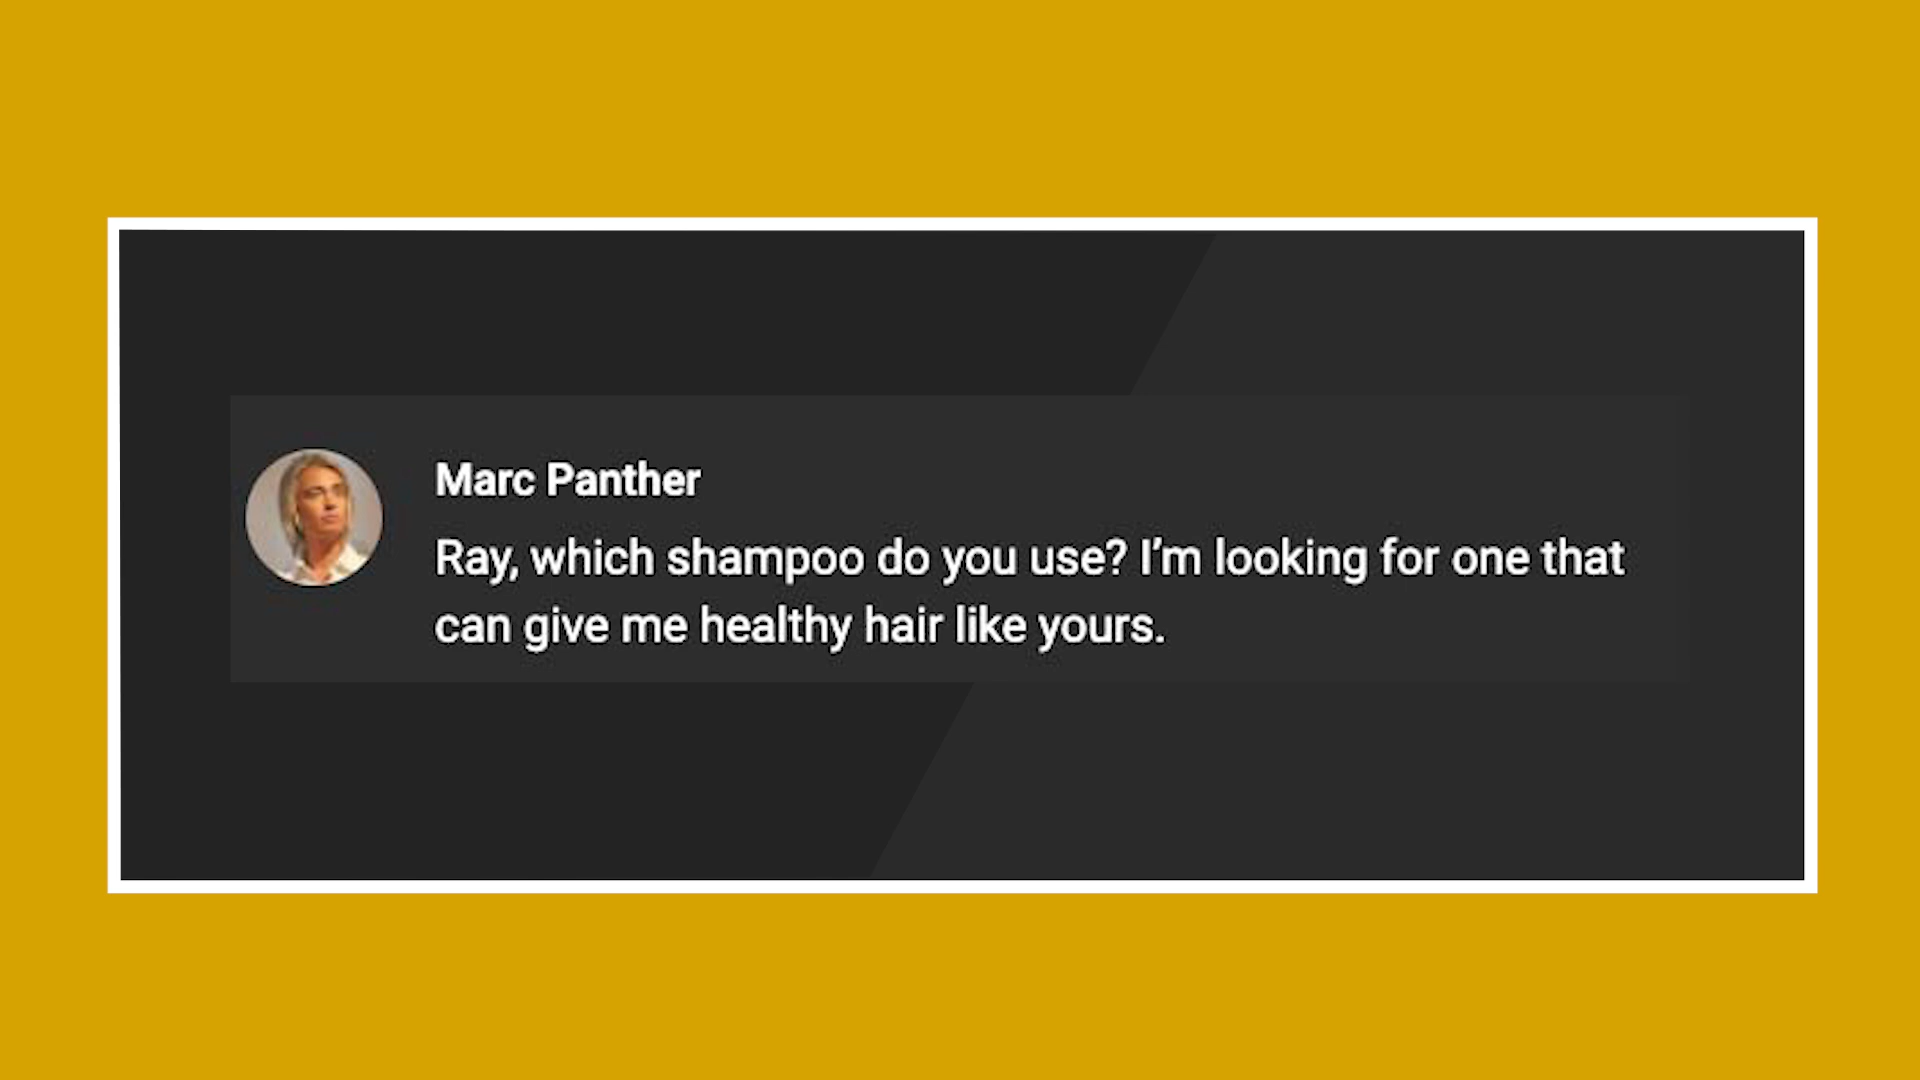 Marc Panther
Ray, which shampoo do you use? I’m looking for one that
can give me healthy hair like yours.